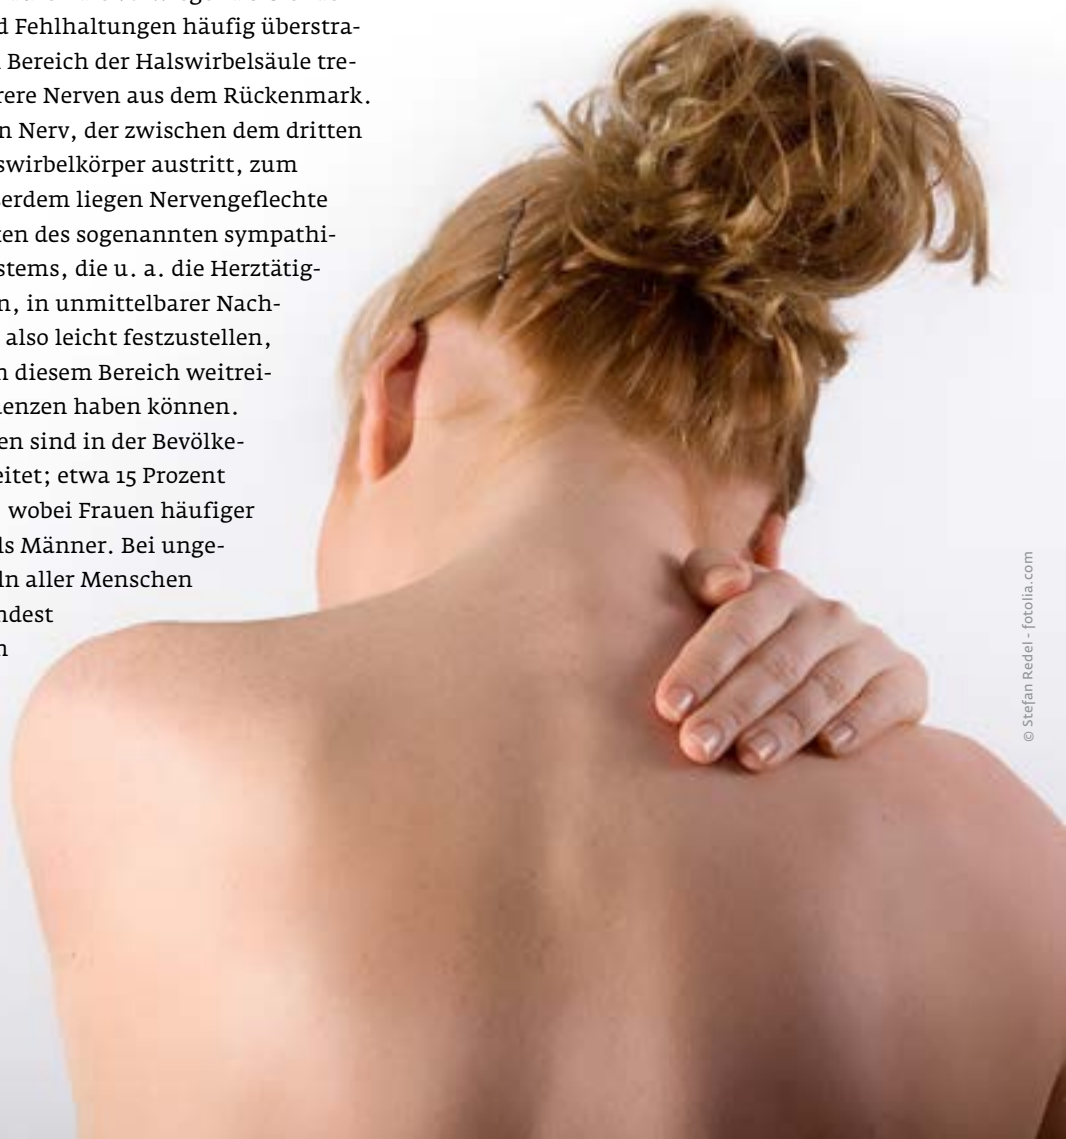 d Fehlhaltungen häufig überstra-
Bereich der Halswirbelsäule tre-
rere Nerven aus dem Rückenmark.
n Nerv, der zwischen dem dritten
swirbelkörper austritt, zum
erdem liegen Nervengeflechte
en des sogenannten sympathi-
stems, die u. a. die Herztätig-
n, in unmittelbarer Nach-
also leicht festzustellen,
n diesem Bereich weitrei-
enzen haben können.
en sind in der Bevölke-
eitet; etwa 15 Prozent
wobei Frauen häufiger
ls Männer. Bei unge-
ln aller Menschen
ndest
n
© Stefan Redel - fotolia.com